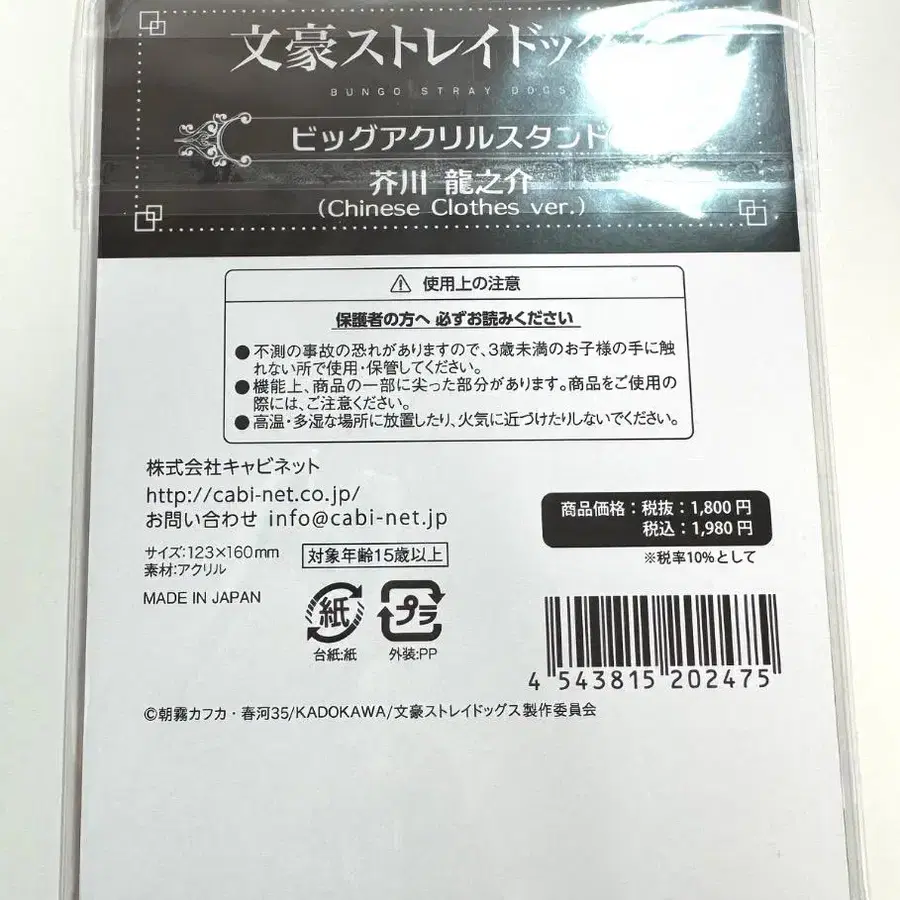 文豪ストレイドッグ
BUNGO STRAY DOGS
ビッグアクリルスタンド
芥川 龍之介
(Chinese Clothes ver.)
⚠ 使用上の注意
保護者の方へ 必ずお読みください
●不測の事故の恐れがありますので、3歳未満のお子様の手に触
れない所で使用・保管してください。
●機能上、商品の一部に尖った部分があります。商品をご使用の
際には、ご注意ください。
●高温・多湿な場所に放置したり、火気に近づけたりしないでください。
株式会社キャビネット
http://cabi-net.co.jp/
お問い合わせ info@cabi-net.jp
商品価格:税抜:1,800円
税込:1,980円
※税率10%として
サイズ:123×160mm
素材:アクリル
対象年齢15歳以上
MADE IN JAPAN
紙
プラ
台紙:紙
外装:PP
4 543815 202475
©朝霧カフカ・春河35/KADOKAWA/文豪ストレイドッグス製作委員会